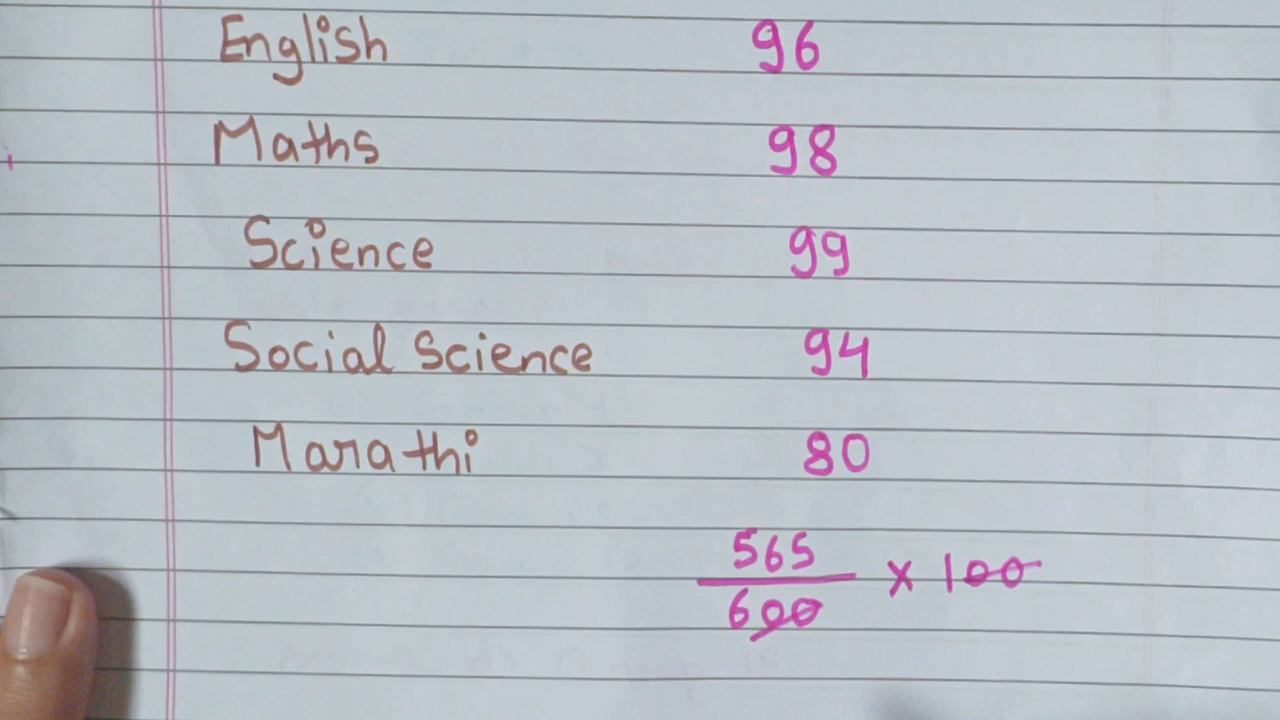 English 96
Maths 98
Science 99
Social Science 94
Marathi 80
565
600 × 100